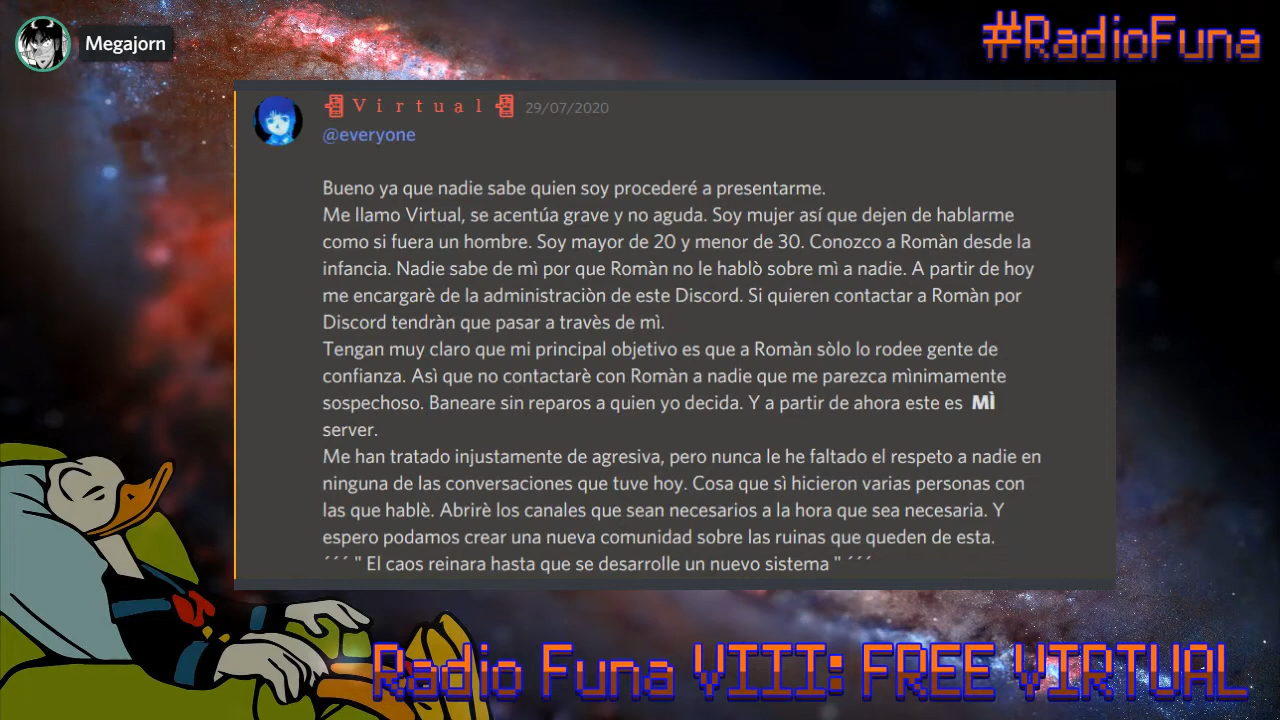 Megajorn
#RadioFuna
Virtual 29/07/2020
@everyone
Bueno ya que nadie sabe quien soy procederé a presentarme.
Me llamo Virtual, se acentúa grave y no aguda. Soy mujer así que dejen de hablarme
como si fuera un hombre. Soy mayor de 20 y menor de 30. Conozco a Romàn desde la
infancia. Nadie sabe de mì por que Romàn no le hablò sobre mì a nadie. A partir de hoy
me encargarè de la administraciòn de este Discord. Si quieren contactar a Romàn por
Discord tendràn que pasar a travès de mì.
Tengan muy claro que mi principal objetivo es que a Romàn sòlo lo rodee gente de
confianza. Asì que no contactarè con Romàn a nadie que me parezca mìnimamente
sospechoso. Baneare sin reparos a quien yo decida. Y a partir de ahora este es MÌ
server.
Me han tratado injustamente de agresiva, pero nunca le he faltado el respeto a nadie en
ninguna de las conversaciones que tuve hoy. Cosa que sì hicieron varias personas con
las que hablè. Abrirè los canales que sean necesarios a la hora que sea necesaria. Y
espero podamos crear una nueva comunidad sobre las ruinas que queden de esta.
´´´ " El caos reinara hasta que se desarrolle un nuevo sistema " ´´´
Radio Funa VIII: FREE VIRTUAL